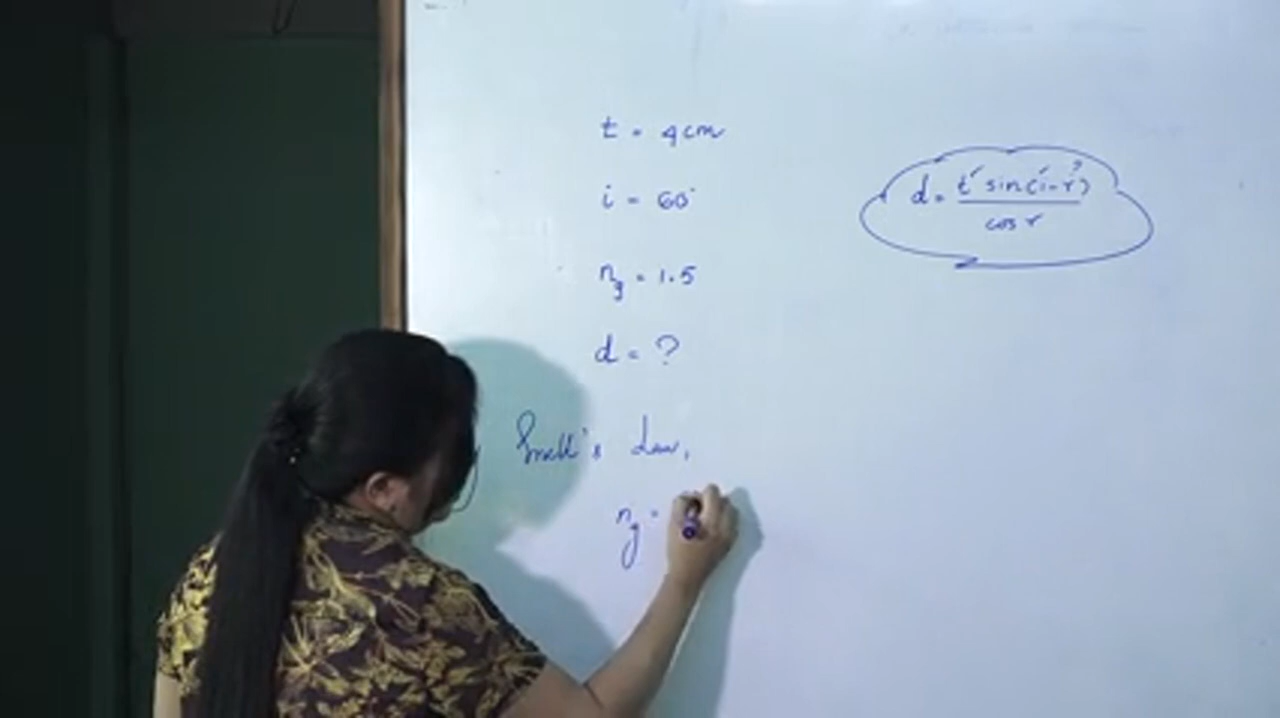 t = 4cm
i = 60°
n_g = 1.5
d = ?
Snell's Law,
n_g =
d = t sin(i-r)
? 
cos r